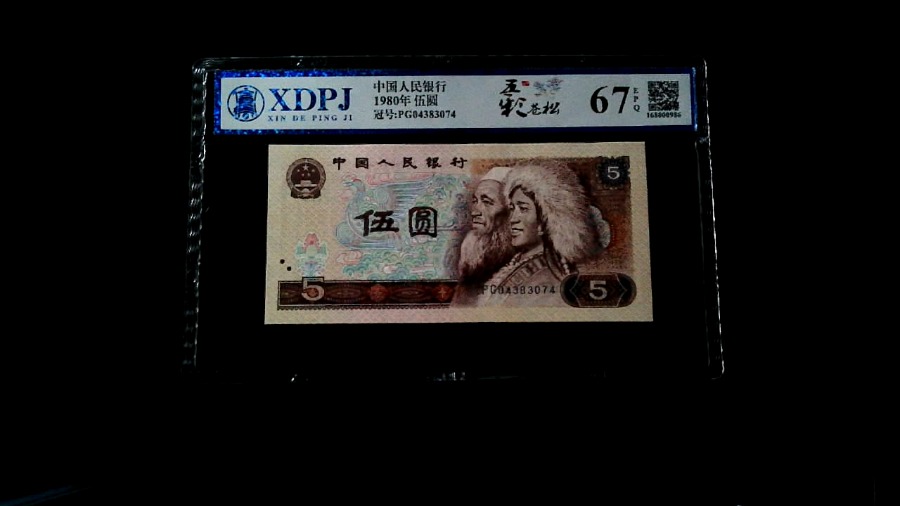 XDPJ
XIN DE PING JI
中国人民银行
1980年 伍圆
冠号:PG04383074
五彩苍松
67
EPQ
168800986
中国人民银行
5
伍圆
5
PG04383074
5